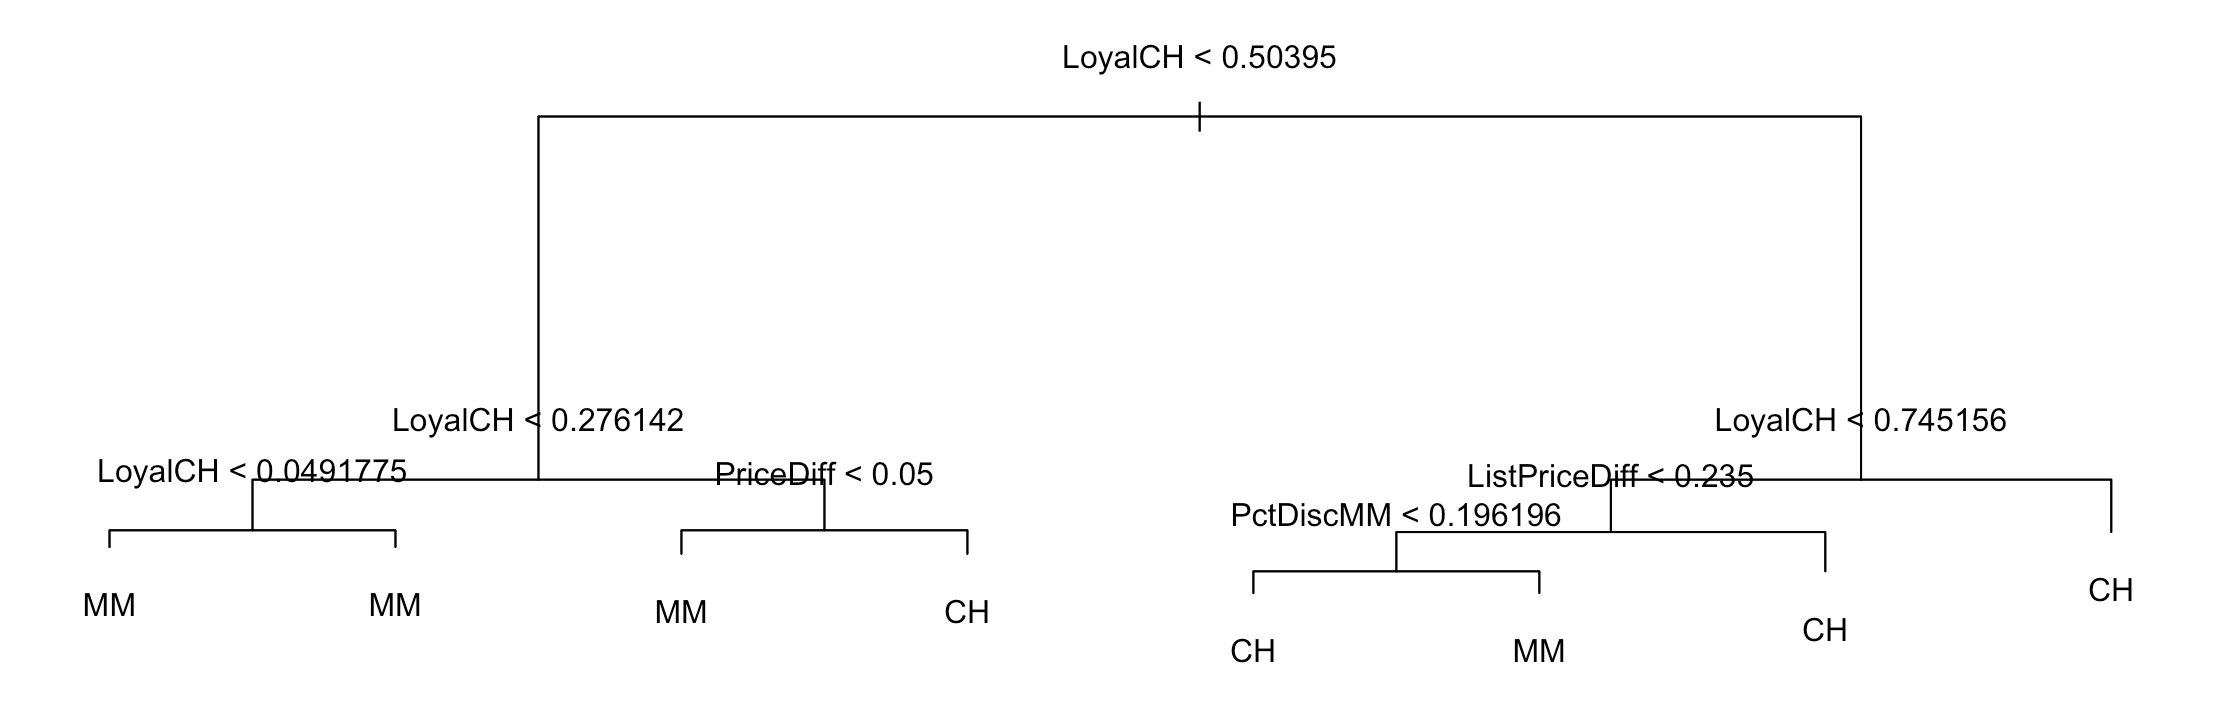 LoyalCH < 0.50395
LoyalCH < 0.276142
LoyalCH < 0.745156
LoyalCH < 0.0491775
PriceDiff < 0.05
ListPriceDiff < 0.235
PctDiscMM < 0.196196
MM
MM
MM
CH
CH
MM
CH
CH